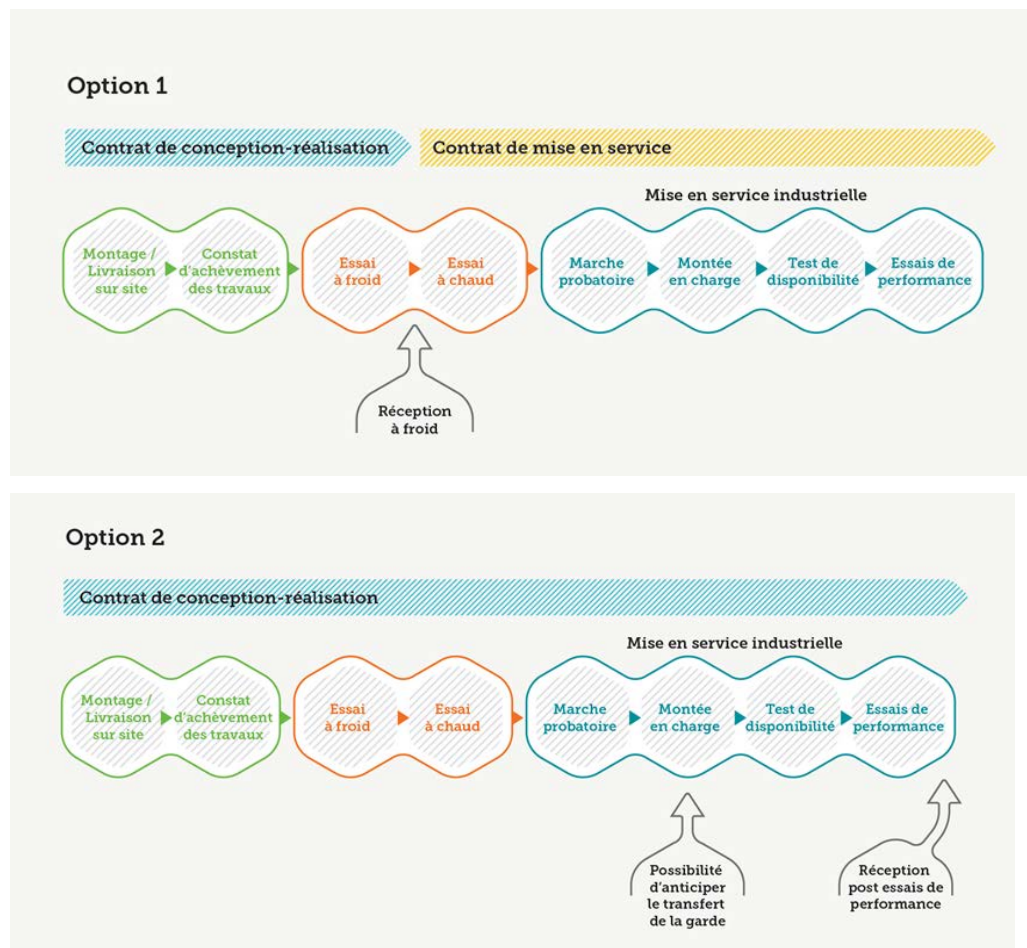 Option 1
Contrat de conception-réalisation
Contrat de mise en service
Mise en service industrielle
Montage /
Livraison
sur site
Constat
d'achèvement
des travaux
Essai
à froid
Essai
à chaud
Marche
probatoire
Montée
en charge
Test de
disponibilité
Essais de
performance
Réception
à froid
Option 2
Contrat de conception-réalisation
Mise en service industrielle
Montage /
Livraison
sur site
Constat
d'achèvement
des travaux
Essai
à froid
Essai
à chaud
Marche
probatoire
Montée
en charge
Test de
disponibilité
Essais de
performance
Possibilité
d'anticiper
le transfert
de la garde
Réception
post essais de
performance